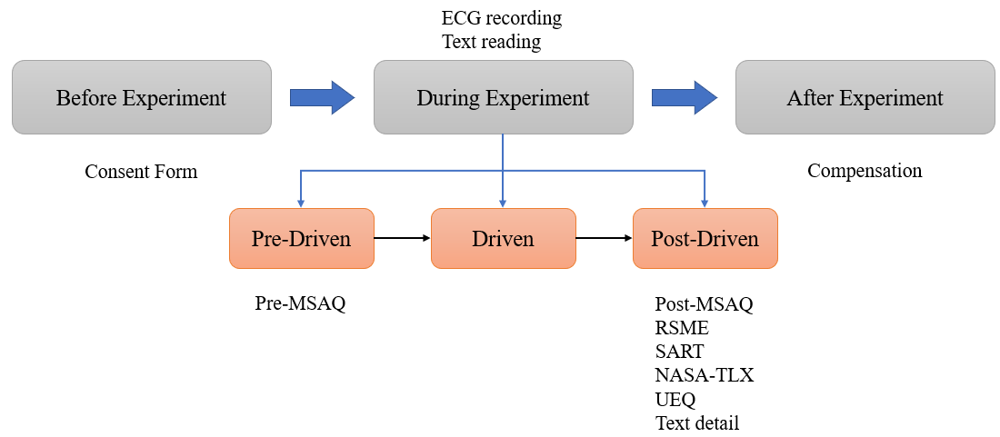 ECG recording
Text reading
Before Experiment
During Experiment
After Experiment
Consent Form
Compensation
Pre-Driven
Driven
Post-Driven
Pre-MSAQ
Post-MSAQ
RSME
SART
NASA-TLX
UEQ
Text detail